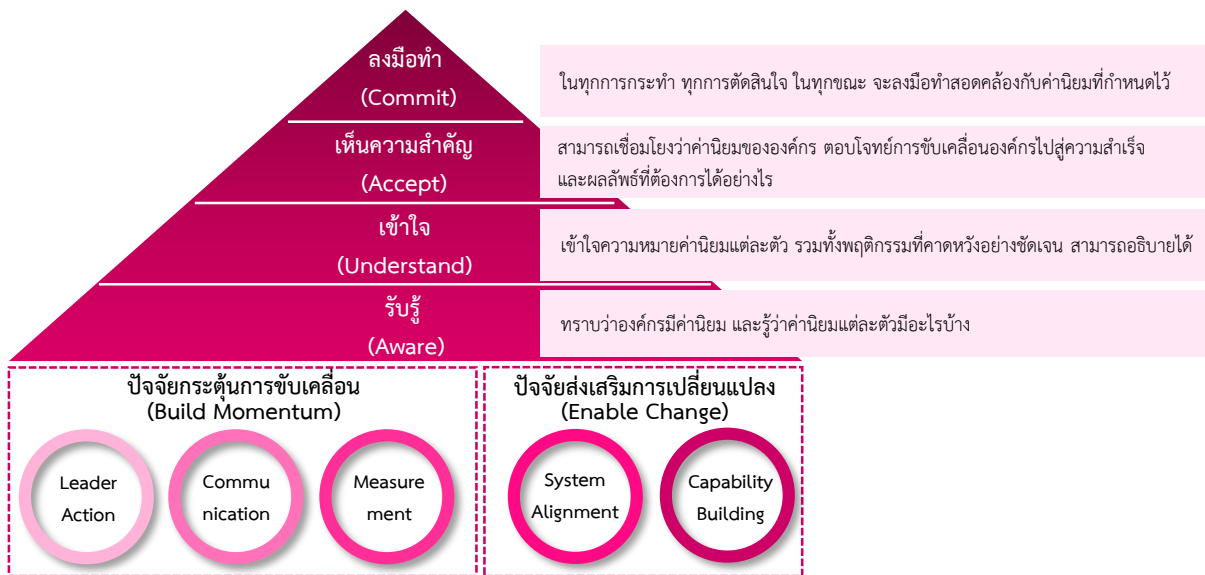 ลงมือทำ
(Commit)
ในทุกการกระทำ ทุกการตัดสินใจ ในทุกขณะ จะลงมือทำสอดคล้องกับค่านิยมที่กำหนดไว้
เห็นความสำคัญ
(Accept)
สามารถเชื่อมโยงว่าค่านิยมขององค์กร ตอบโจทย์การขับเคลื่อนองค์กรไปสู่ความสำเร็จ
และผลลัพธ์ที่ต้องการได้อย่างไร
เข้าใจ
(Understand)
เข้าใจความหมายค่านิยมแต่ละตัว รวมทั้งพฤติกรรมที่คาดหวังอย่างชัดเจน สามารถอธิบายได้
รับรู้
(Aware)
ทราบว่าองค์กรมีค่านิยม และรู้ว่าค่านิยมแต่ละตัวมีอะไรบ้าง
ปัจจัยกระตุ้นการขับเคลื่อน
(Build Momentum)
Leader
Action
Commu
nication
Measure
ment
ปัจจัยส่งเสริมการเปลี่ยนแปลง
(Enable Change)
System
Alignment
Capability
Building